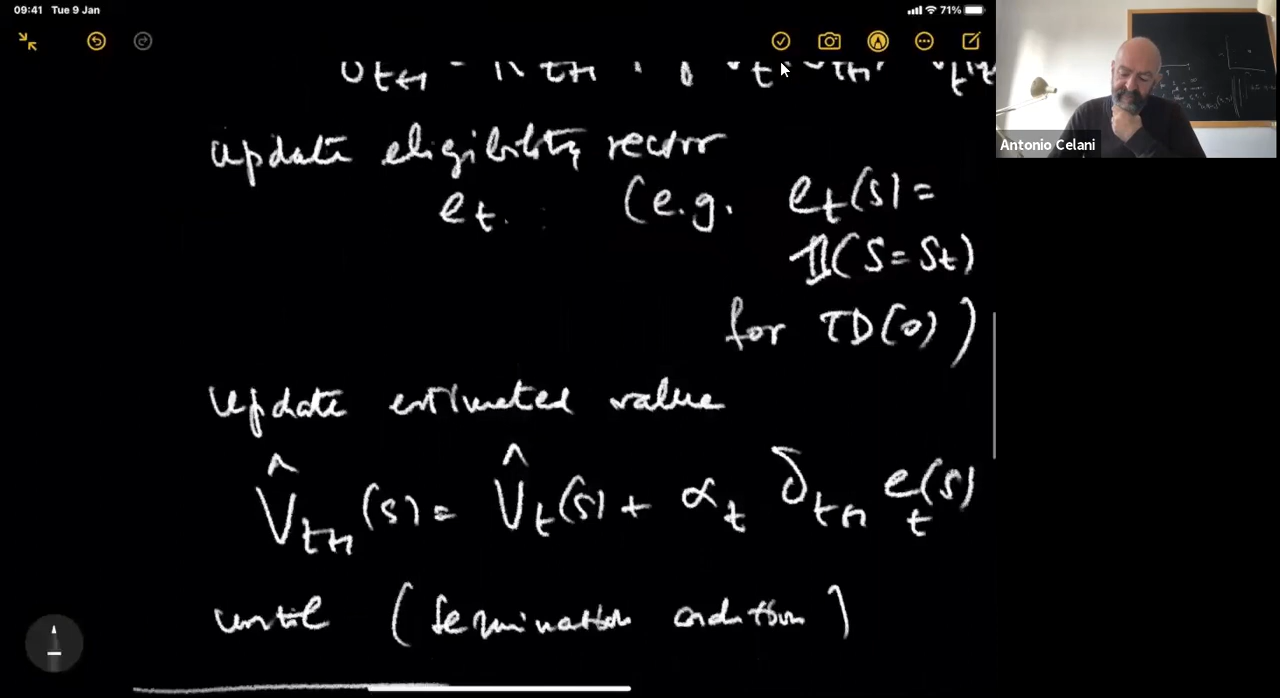 09:41 Tue 9 Jan
71%
Antonio Celani
update eligibility vector
e_t. (e.g. e_t(s) =
𝟙(S = S_t)
for TD(0))
update estimated value
V̂_{t+1}(s) = V̂_t(s) + α_t δ_{t+1} e_t(s)
until (termination condition)